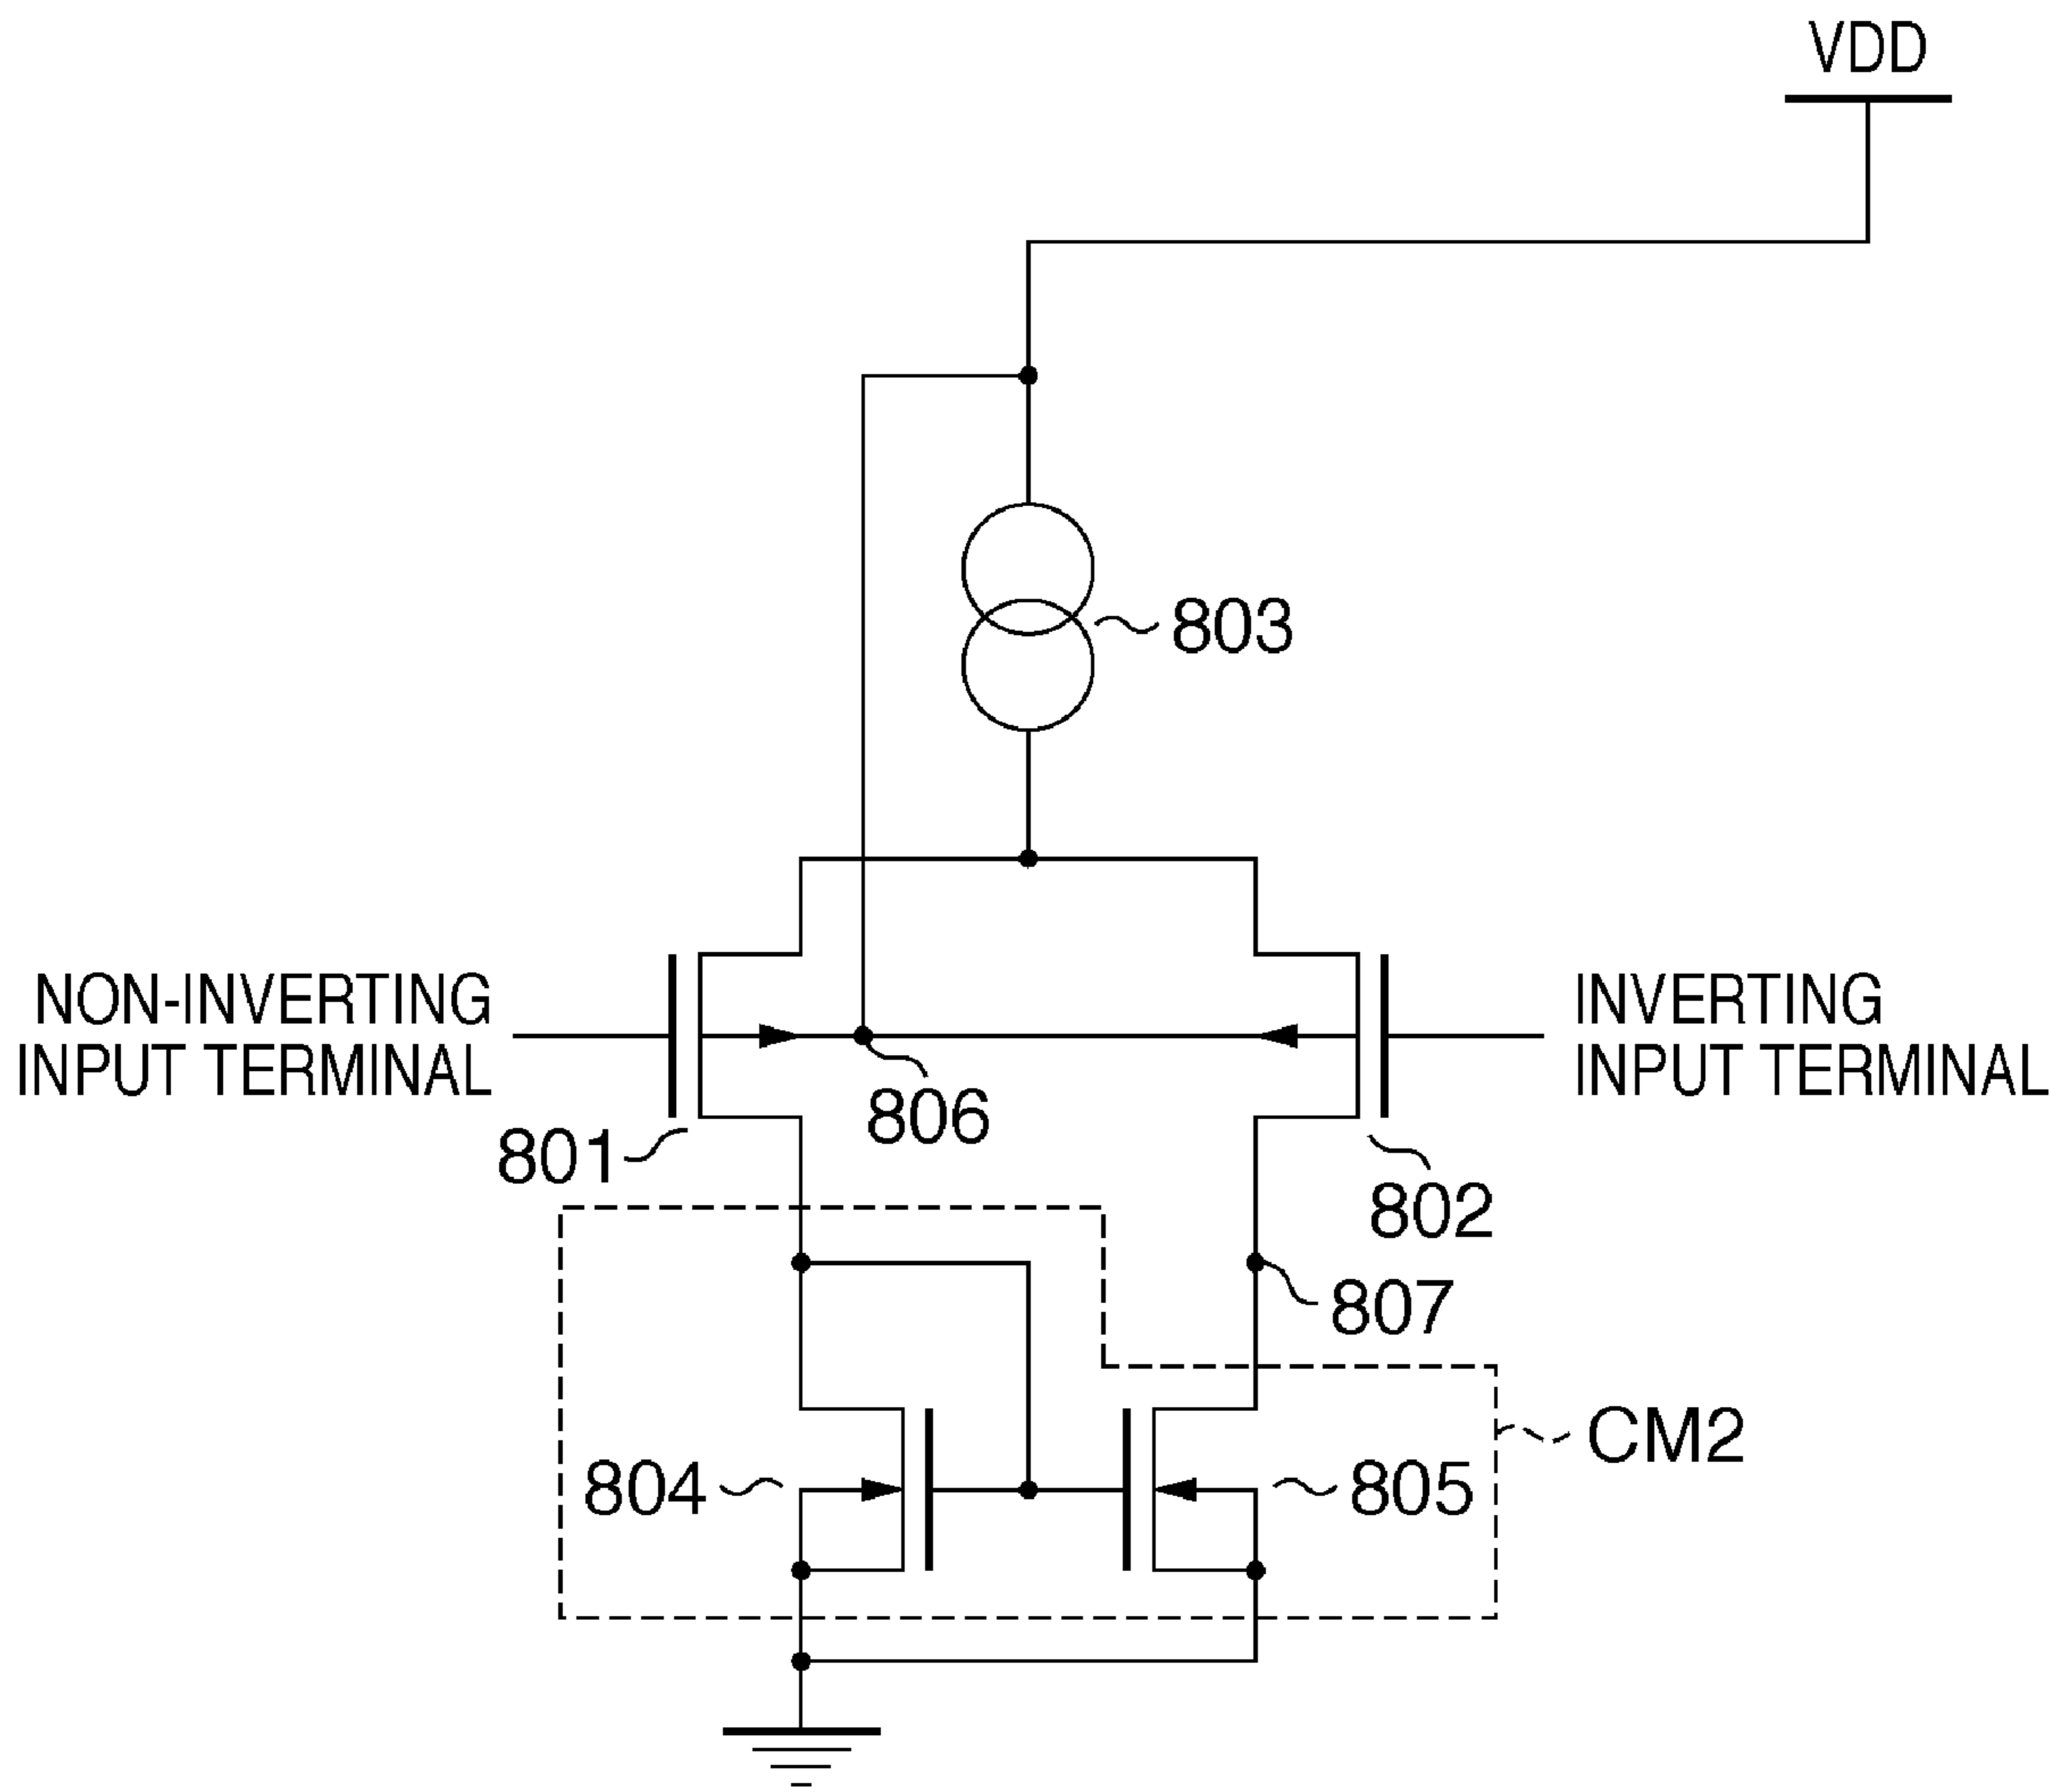 VDD
803
NON-INVERTING
INPUT TERMINAL
INVERTING
INPUT TERMINAL
806
801
802
807
CM2
804
805